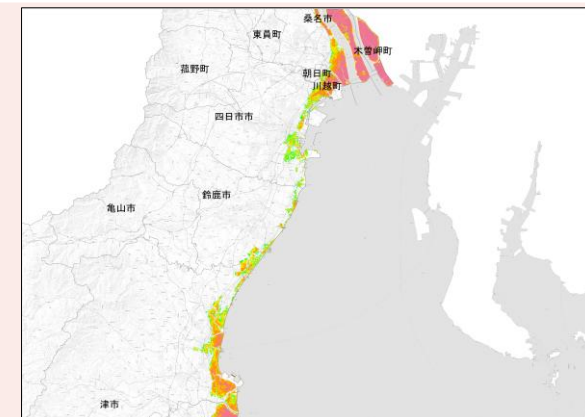 桑名市
東員町
木曽岬町
菰野町
朝日町
川越町
四日市市
鈴鹿市
亀山市
津市